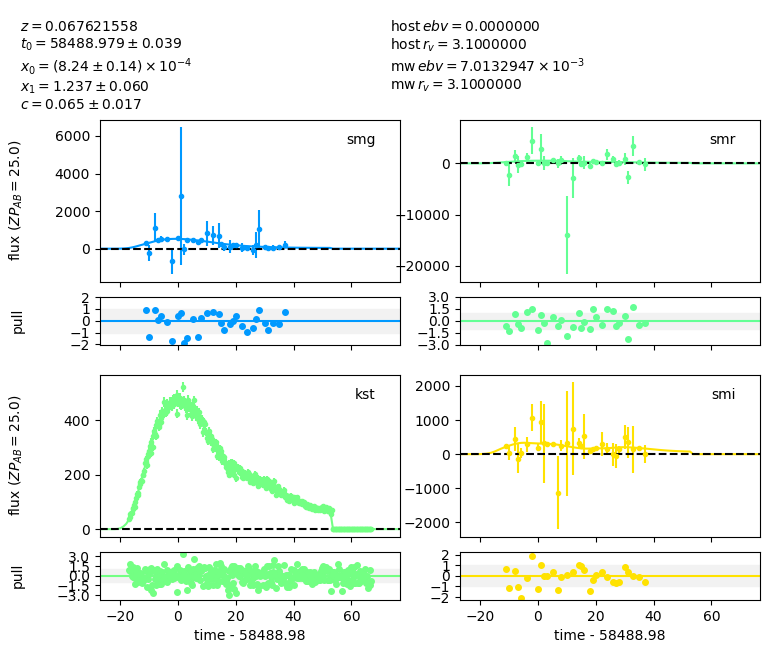 z = 0.067621558
t₀ = 58488.979 ± 0.039
x₀ = (8.24 ± 0.14) × 10⁻⁴
x₁ = 1.237 ± 0.060
c = 0.065 ± 0.017
host ebv = 0.0000000
host r_v = 3.1000000
mw ebv = 7.0132947 × 10⁻³
mw r_v = 3.1000000
flux (ZP_AB = 25.0)
6000
4000
2000
0
smg
0
−10000
−20000
smr
pull
2
1
0
−1
−2
3.0
1.5
0.0
−1.5
−3.0
flux (ZP_AB = 25.0)
400
200
0
kst
2000
1000
0
−1000
−2000
smi
pull
3.0
1.5
0.0
−1.5
−3.0
2
1
0
−1
−2
−20 0 20 40 60
−20 0 20 40 60
time - 58488.98
time - 58488.98